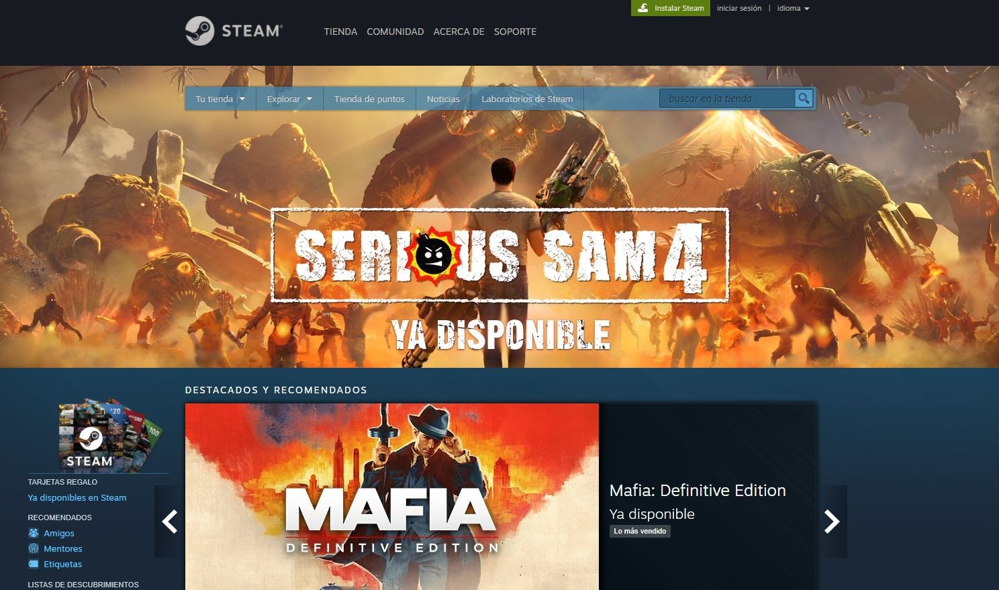 Instalar Steam
iniciar sesión | idioma
STEAM®
TIENDA COMUNIDAD ACERCA DE SOPORTE
Tu tienda Explorar Tienda de puntos Noticias Laboratorios de Steam buscar en la tienda
SERIOUS SAM 4
YA DISPONIBLE
DESTACADOS Y RECOMENDADOS
$20
$100
STEAM
TARJETAS REGALO
Ya disponibles en Steam
RECOMENDADOS
Amigos
Mentores
Etiquetas
LISTAS DE DESCUBRIMIENTOS
MAFIA
DEFINITIVE EDITION
Mafia: Definitive Edition
Ya disponible
Lo más vendido